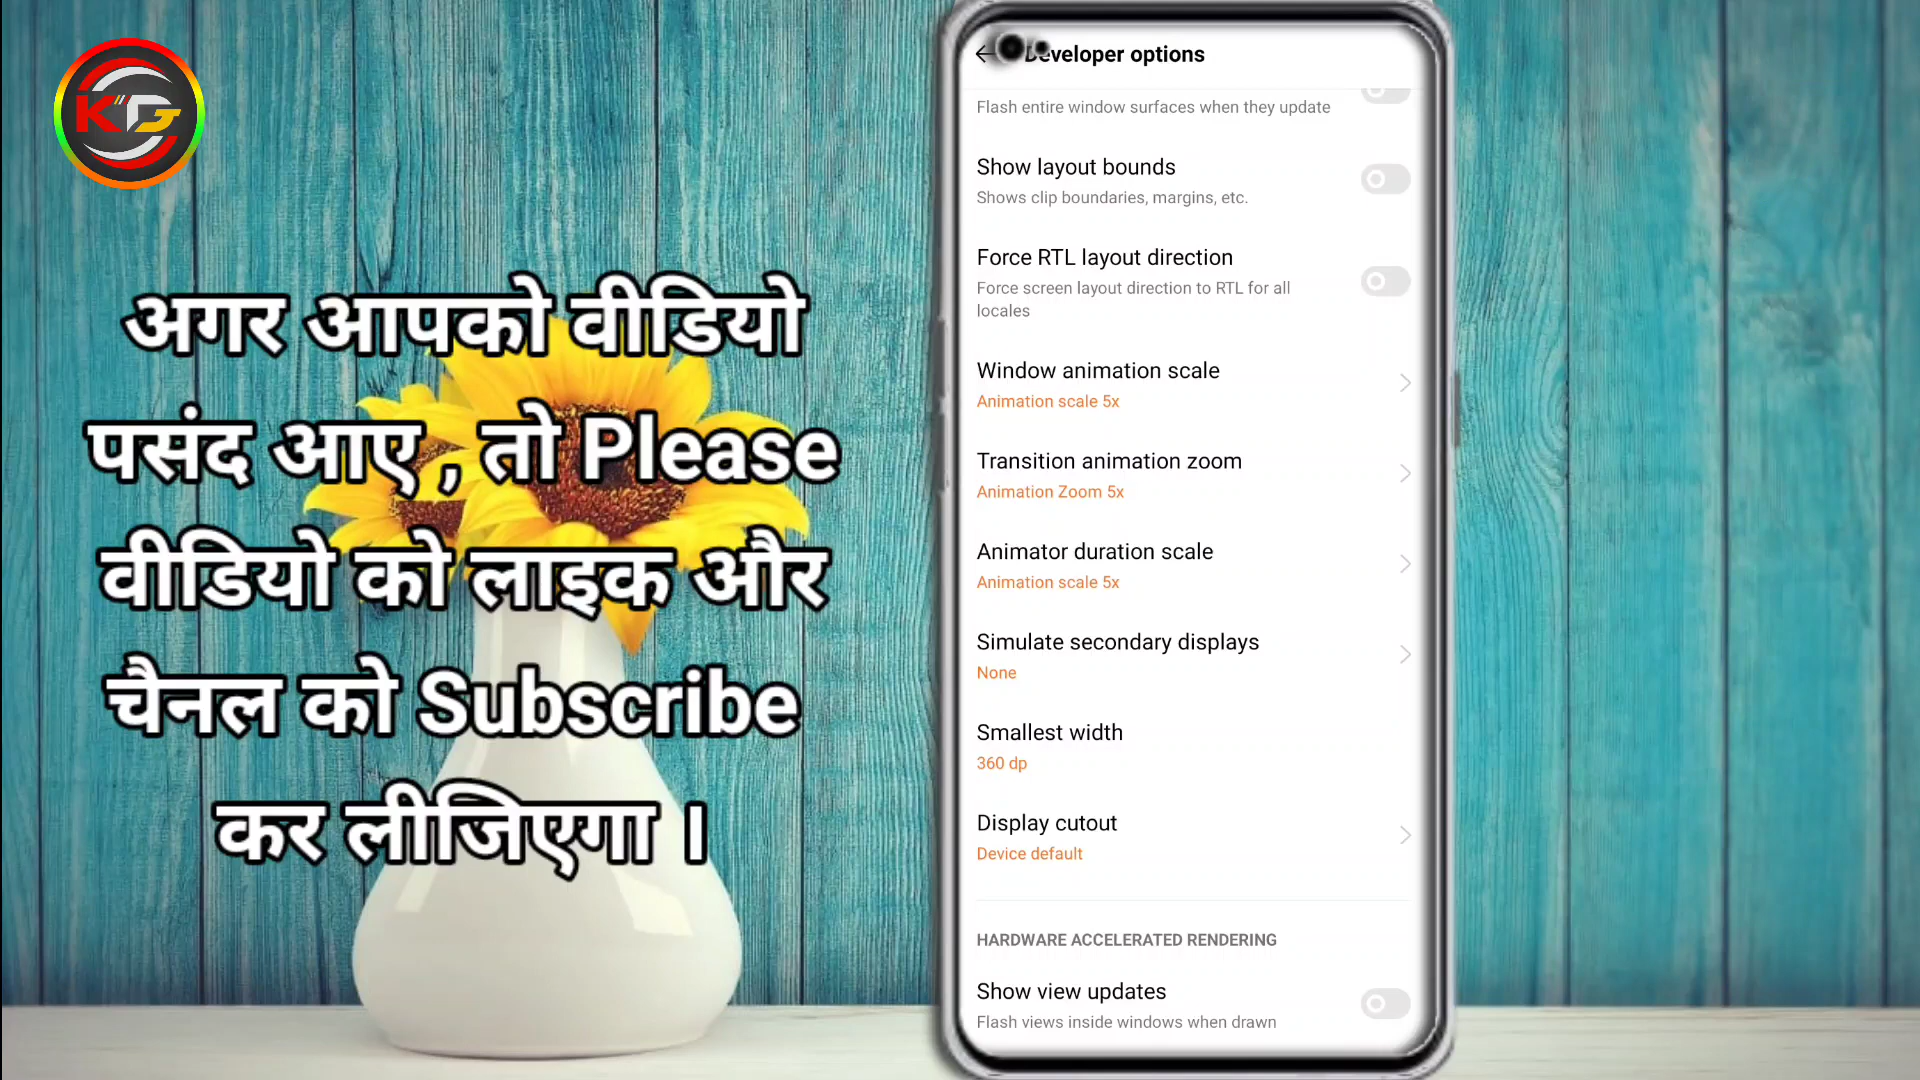 KTG
अगर आपको वीडियो
पसंद आए , तो Please
वीडियो को लाइक और
चैनल को Subscribe
कर लीजिएगा ।
Developer options
Flash entire window surfaces when they update
Show layout bounds
Shows clip boundaries, margins, etc.
Force RTL layout direction
Force screen layout direction to RTL for all
locales
Window animation scale
Animation scale 5x
Transition animation zoom
Animation Zoom 5x
Animator duration scale
Animation scale 5x
Simulate secondary displays
None
Smallest width
360 dp
Display cutout
Device default
HARDWARE ACCELERATED RENDERING
Show view updates
Flash views inside windows when drawn